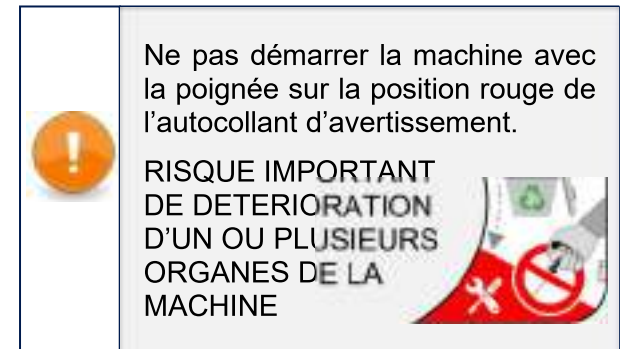 Ne pas démarrer la machine avec
la poignée sur la position rouge de
l'autocollant d'avertissement.
RISQUE IMPORTANT
DE DETERIORATION
D'UN OU PLUSIEURS
ORGANES DE LA
MACHINE